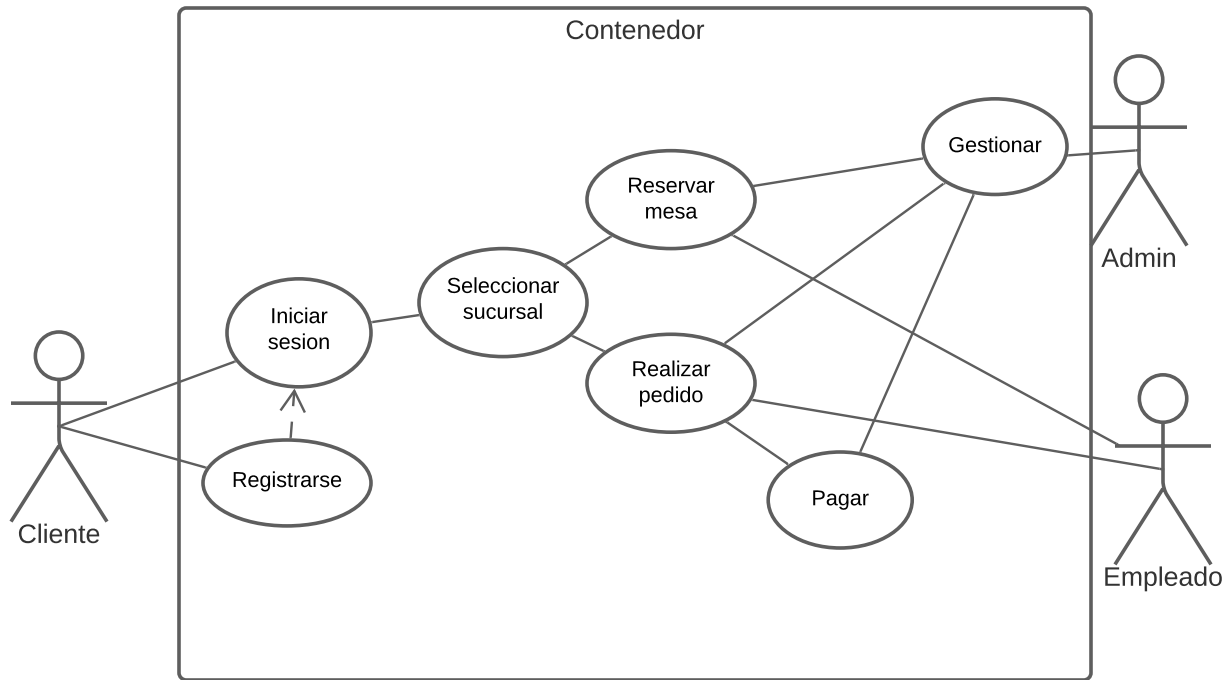 Contenedor
Gestionar
Reservar
mesa
Admin
Seleccionar
sucursal
Iniciar
sesion
Realizar
pedido
Registrarse
Pagar
Cliente
Empleado